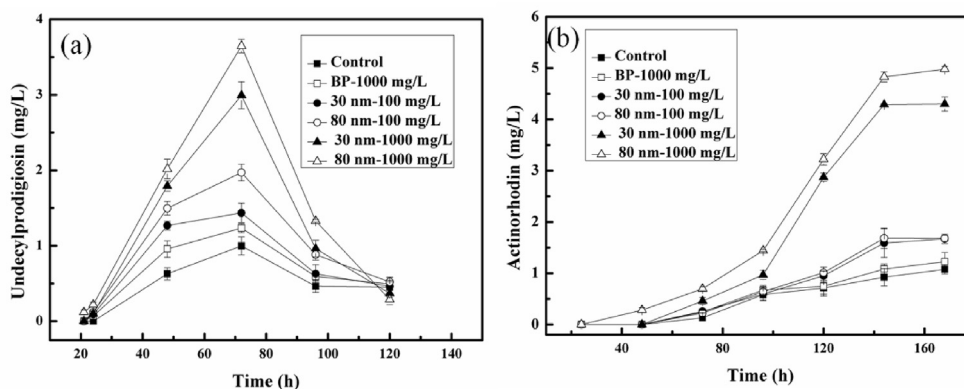 (a)
Control
BP-1000 mg/L
30 nm-100 mg/L
80 nm-100 mg/L
30 nm-1000 mg/L
80 nm-1000 mg/L
Undecylprodigiosin (mg/L)
4
3
2
1
0
20 40 60 80 100 120 140
Time (h)
(b)
Control
BP-1000 mg/L
30 nm-100 mg/L
80 nm-100 mg/L
30 nm-1000 mg/L
80 nm-1000 mg/L
Actinorhodin (mg/L)
6
5
4
3
2
1
0
40 80 120 160
Time (h)